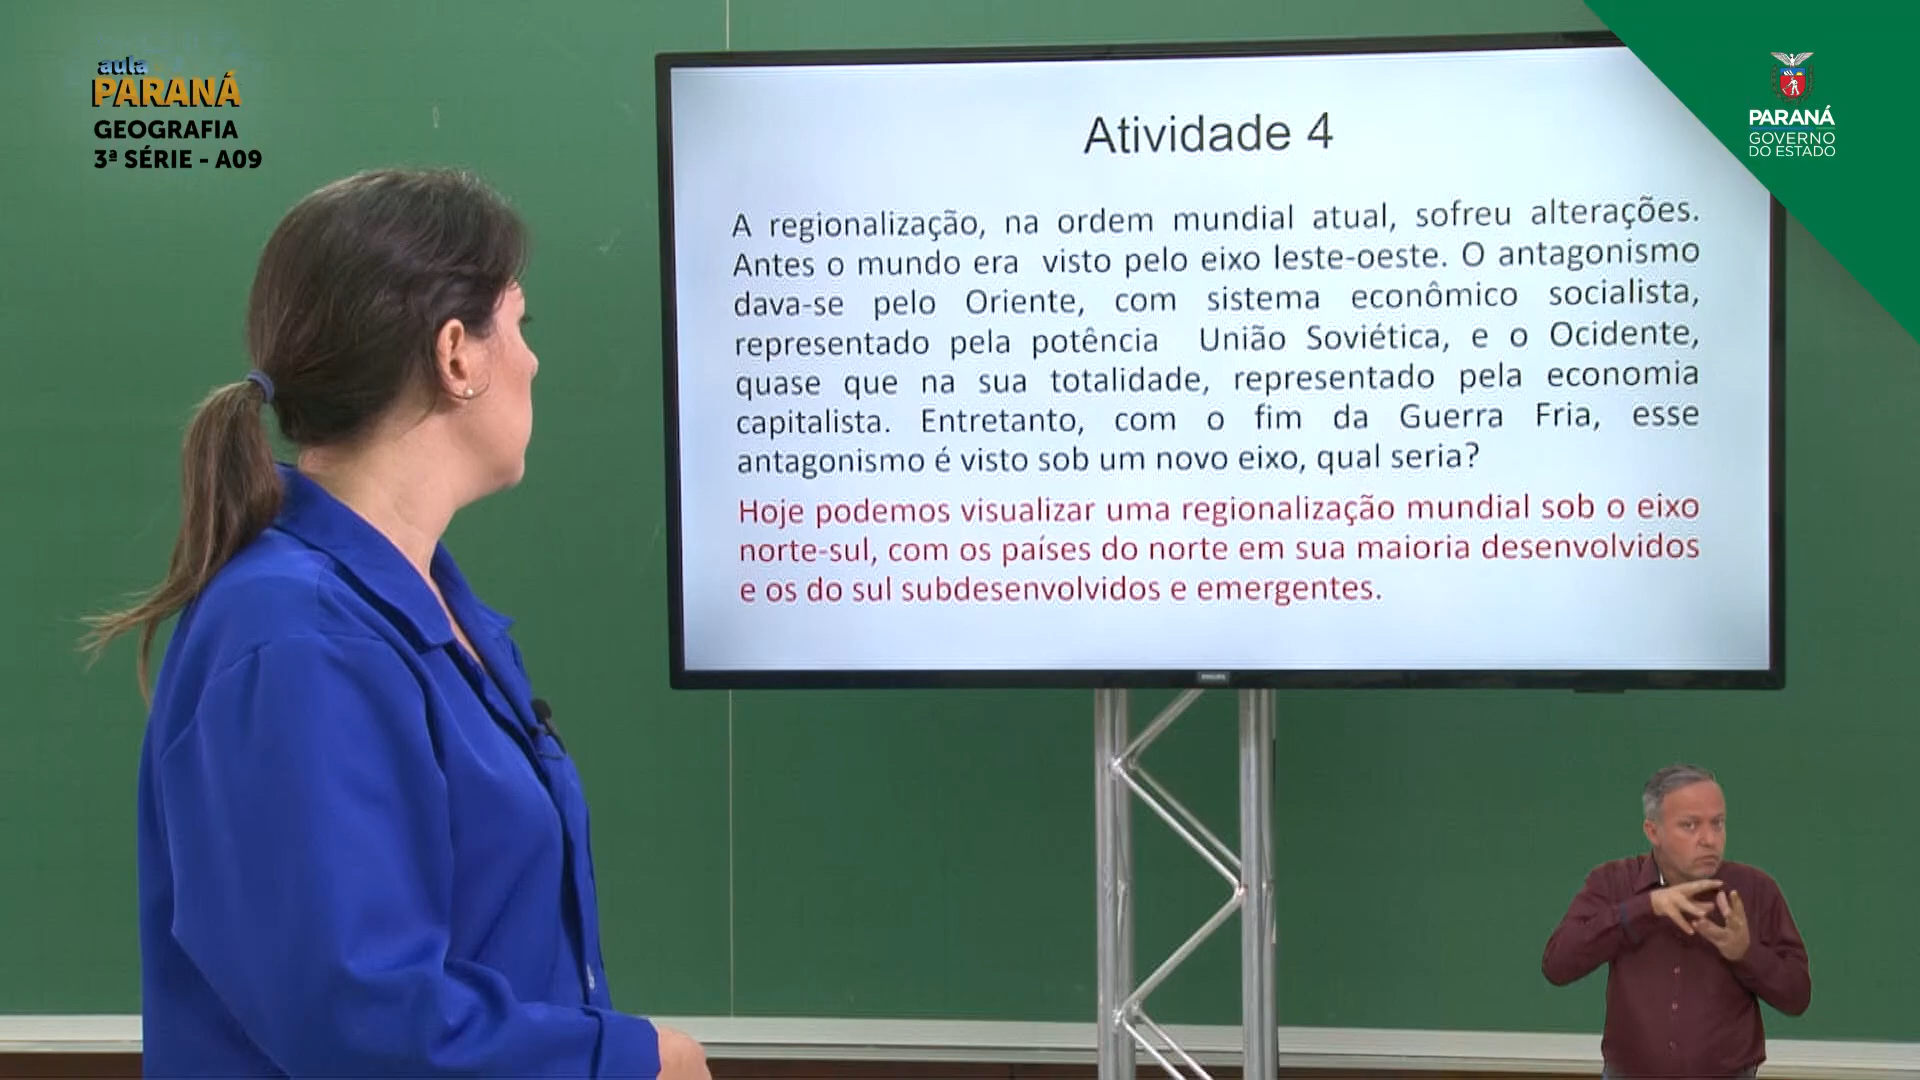 aula
PARANÁ
GEOGRAFIA
3ª SÉRIE - A09
PARANÁ
GOVERNO
DO ESTADO
Atividade 4
A regionalização, na ordem mundial atual, sofreu alterações.
Antes o mundo era visto pelo eixo leste-oeste. O antagonismo
dava-se pelo Oriente, com sistema econômico socialista,
representado pela potência União Soviética, e o Ocidente,
quase que na sua totalidade, representado pela economia
capitalista. Entretanto, com o fim da Guerra Fria, esse
antagonismo é visto sob um novo eixo, qual seria?
Hoje podemos visualizar uma regionalização mundial sob o eixo
norte-sul, com os países do norte em sua maioria desenvolvidos
e os do sul subdesenvolvidos e emergentes.
PHILIPS